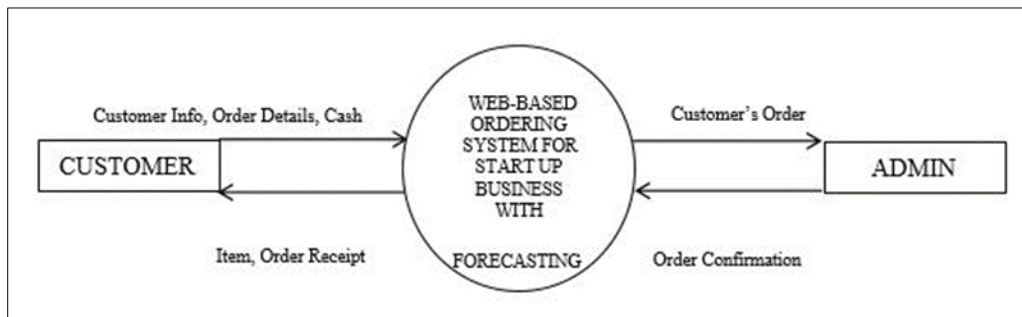 Customer Info, Order Details, Cash
CUSTOMER
Item, Order Receipt
WEB-BASED
ORDERING
SYSTEM FOR
START UP
BUSINESS
WITH
FORECASTING
Customer's Order
ADMIN
Order Confirmation